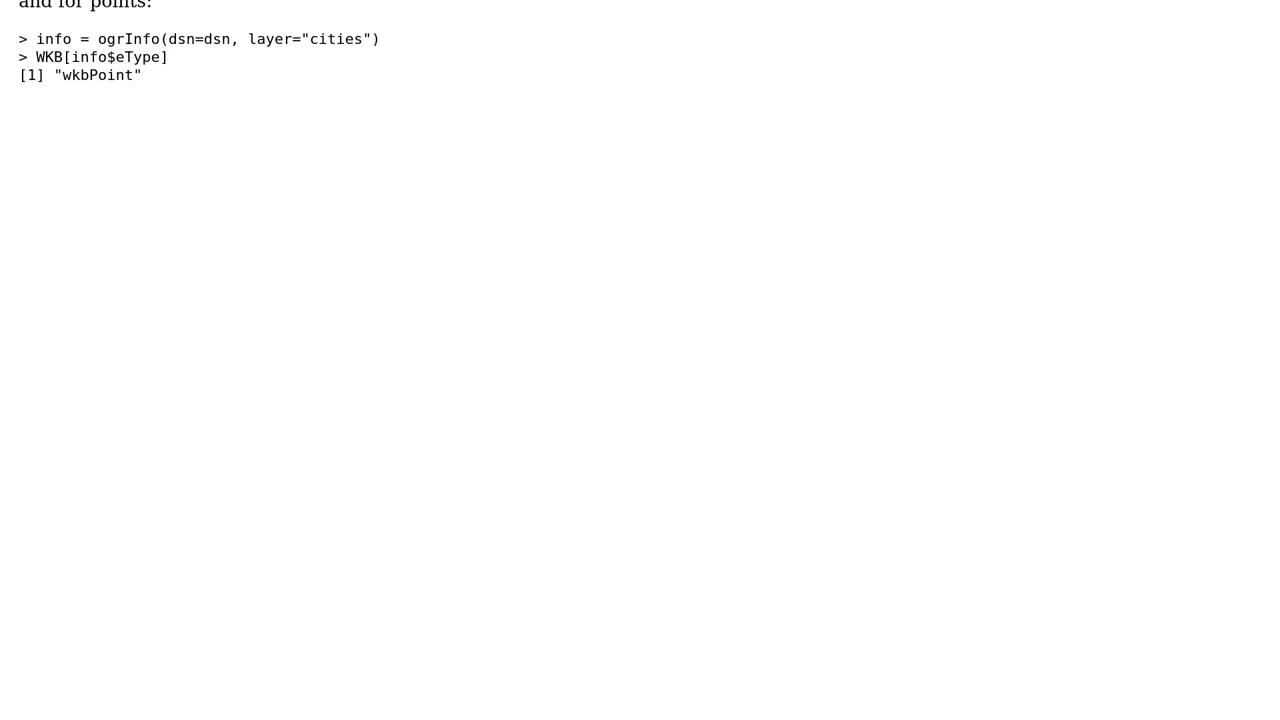 and for points:
> info = ogrInfo(dsn=dsn, layer="cities")
> WKB[info$eType]
[1] "wkbPoint"